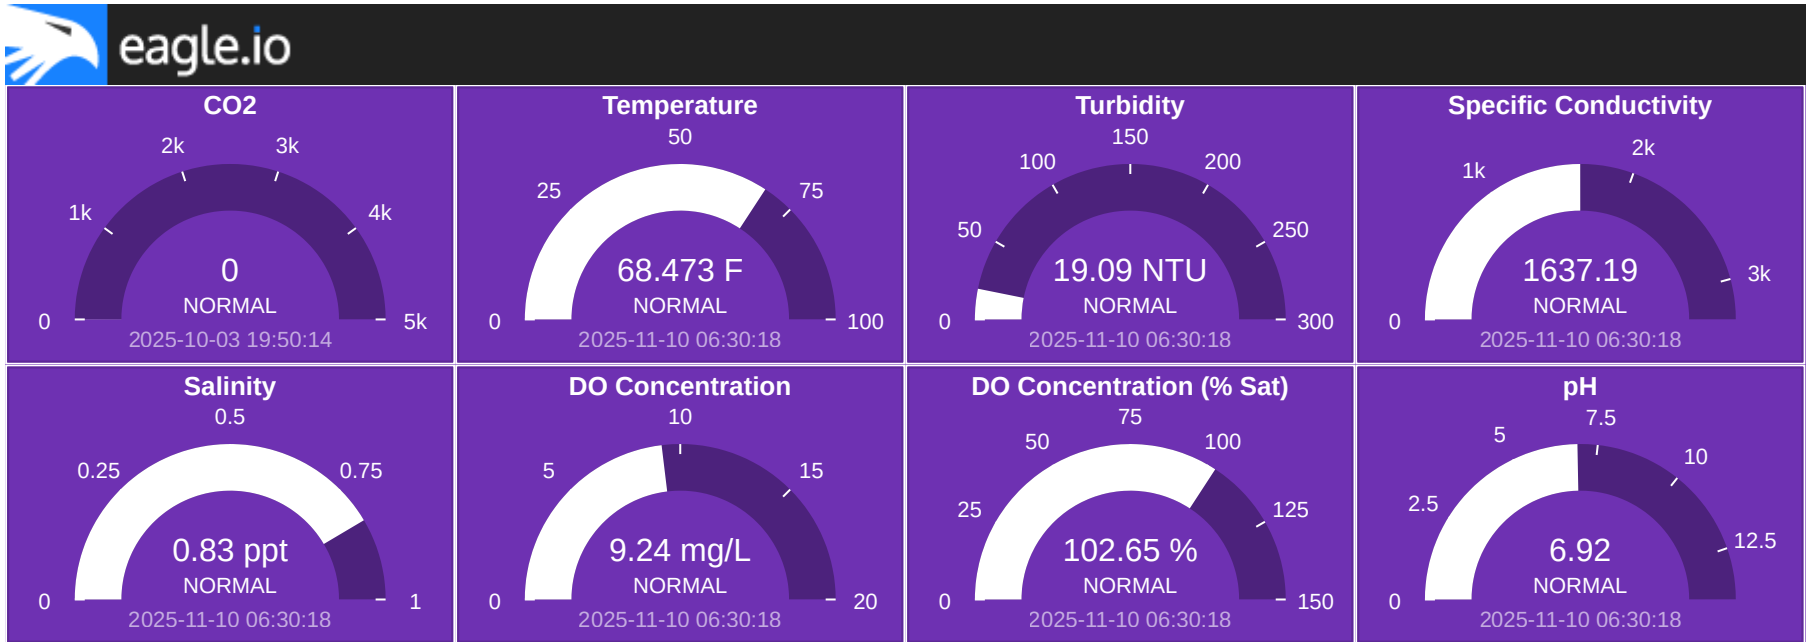 eagle.io
CO2
2k
3k
1k
4k
0
5k
0
NORMAL
2025-10-03 19:50:14
Temperature
50
25
75
0
100
68.473 F
NORMAL
2025-11-10 06:30:18
Turbidity
150
100
200
50
250
0
300
19.09 NTU
NORMAL
2025-11-10 06:30:18
Specific Conductivity
2k
1k
3k
0
1637.19
NORMAL
2025-11-10 06:30:18
Salinity
0.5
0.25
0.75
0
1
0.83 ppt
NORMAL
2025-11-10 06:30:18
DO Concentration
10
5
15
0
20
9.24 mg/L
NORMAL
2025-11-10 06:30:18
DO Concentration (% Sat)
75
50
100
25
125
0
150
102.65 %
NORMAL
2025-11-10 06:30:18
pH
7.5
5
10
2.5
12.5
0
6.92
NORMAL
2025-11-10 06:30:18